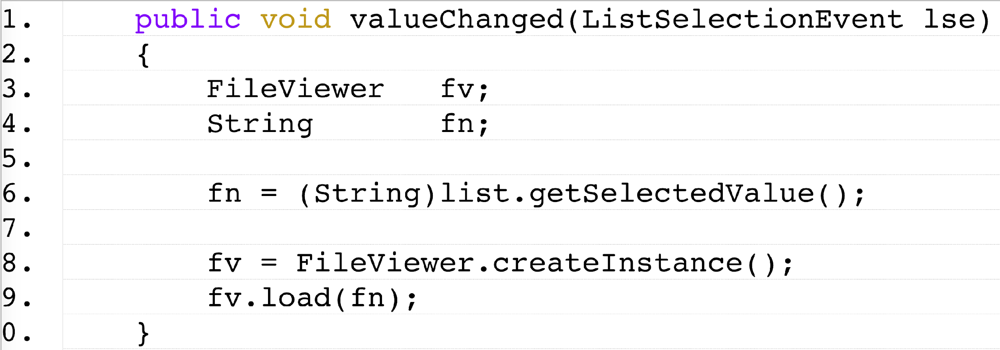 1. public void valueChanged(ListSelectionEvent lse)
2. {
3. FileViewer fv;
4. String fn;
5.
6. fn = (String)list.getSelectedValue();
7.
8. fv = FileViewer.createInstance();
9. fv.load(fn);
0. }